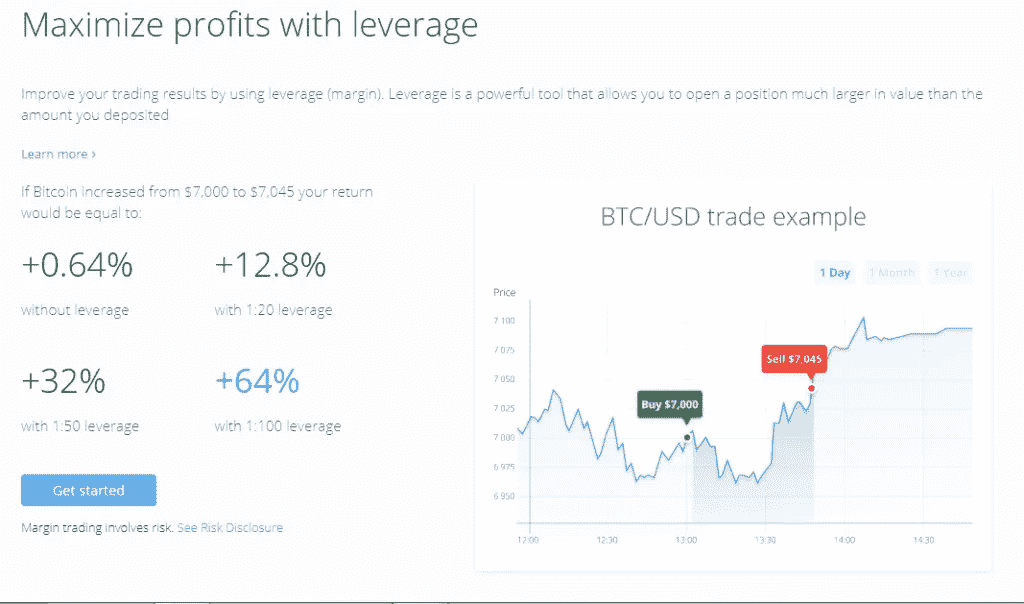 Maximize profits with leverage
Improve your trading results by using leverage (margin). Leverage is a powerful tool that allows you to open a position much larger in value than the
amount you deposited
Learn more ›
If Bitcoin increased from $7,000 to $7,045 your return
would be equal to:
+0.64%
+12.8%
without leverage
with 1:20 leverage
+32%
+64%
with 1:50 leverage
with 1:100 leverage
Get started
Margin trading involves risk. See Risk Disclosure
BTC/USD trade example
1 Day
1 Month
1 Year
Price
7 100
7 075
7 050
7 025
7 000
6 975
6 950
Buy $7,000
Sell $7,045
12:00
12:30
13:00
13:30
14:00
14:30